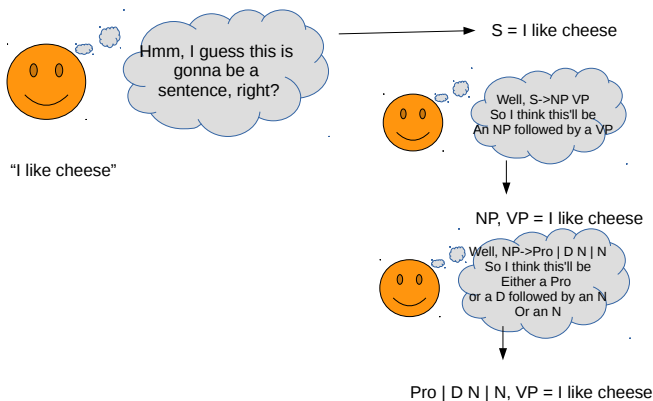 Hmm, I guess this is
gonna be a
sentence, right?
“I like cheese”
S = I like cheese
Well, S->NP VP
So I think this'll be
An NP followed by a VP
NP, VP = I like cheese
Well, NP->Pro | D N | N
So I think this'll be
Either a Pro
or a D followed by an N
Or an N
Pro | D N | N, VP = I like cheese